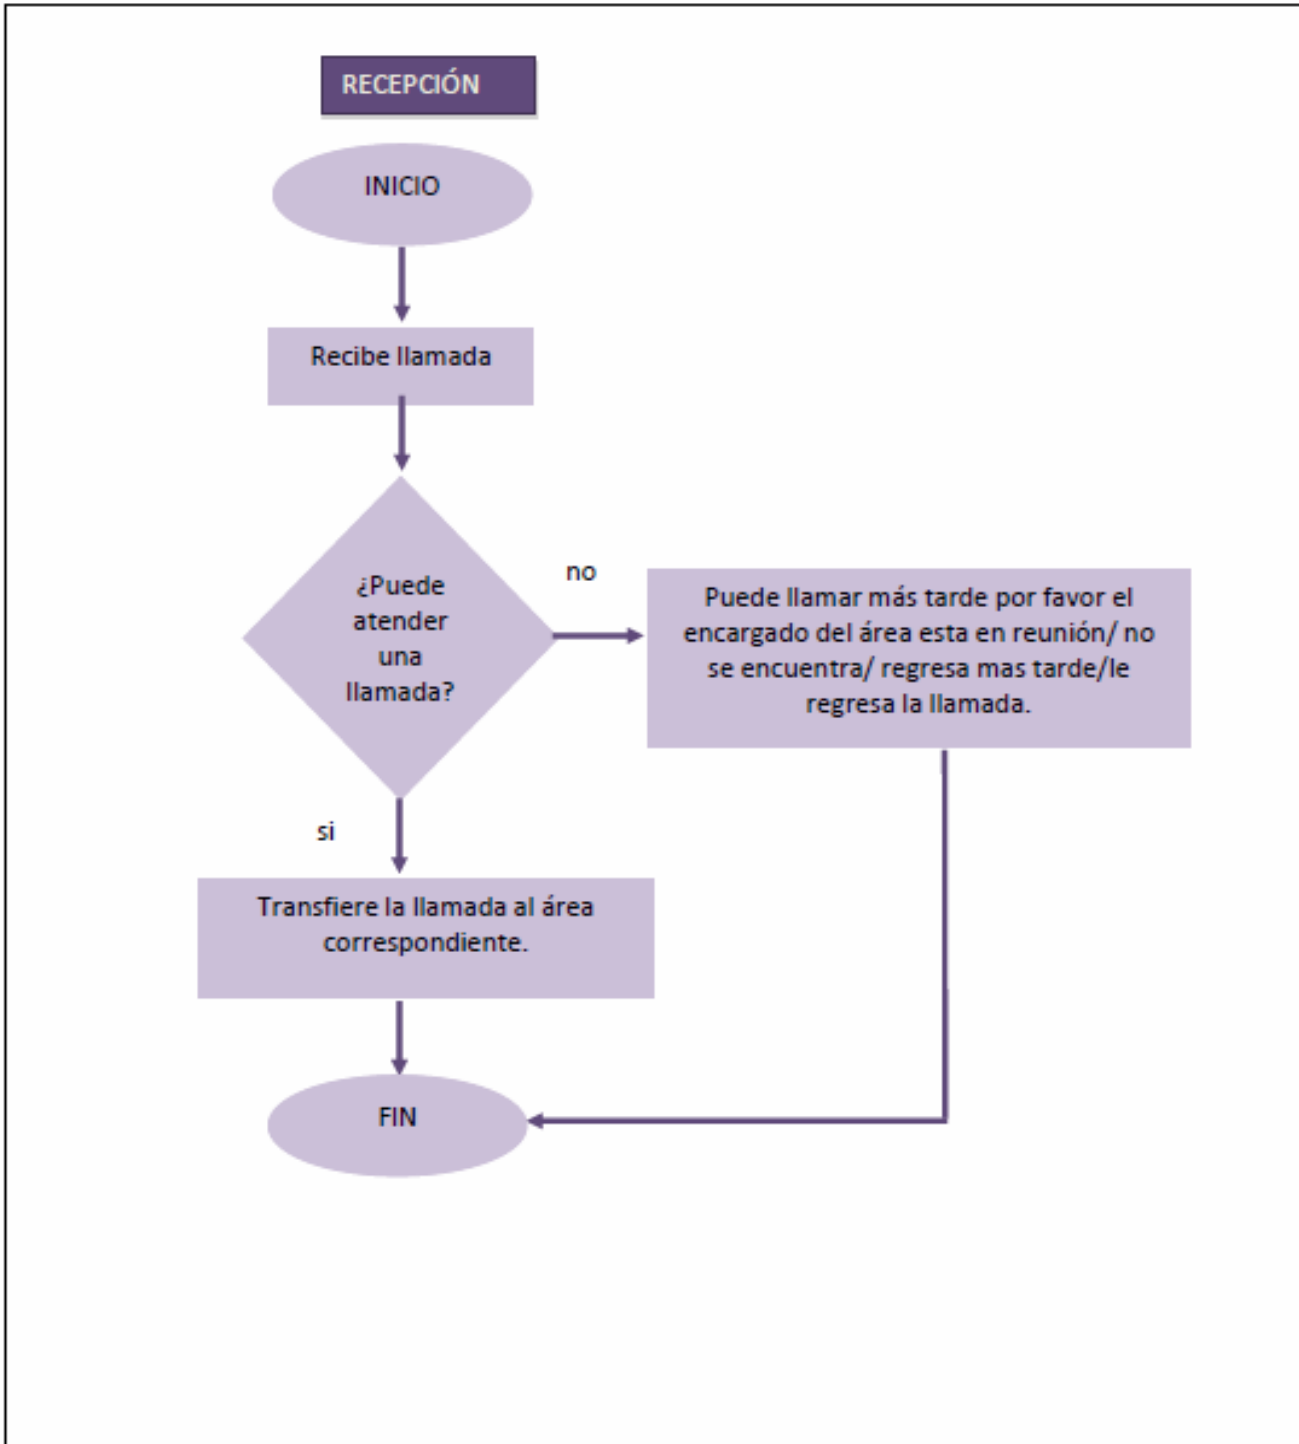 RECEPCIÓN
INICIO
Recibe llamada
¿Puede
atender
una
llamada?
no
Puede llamar más tarde por favor el
encargado del área esta en reunión/ no
se encuentra/ regresa mas tarde/le
regresa la llamada.
si
Transfiere la llamada al área
correspondiente.
FIN